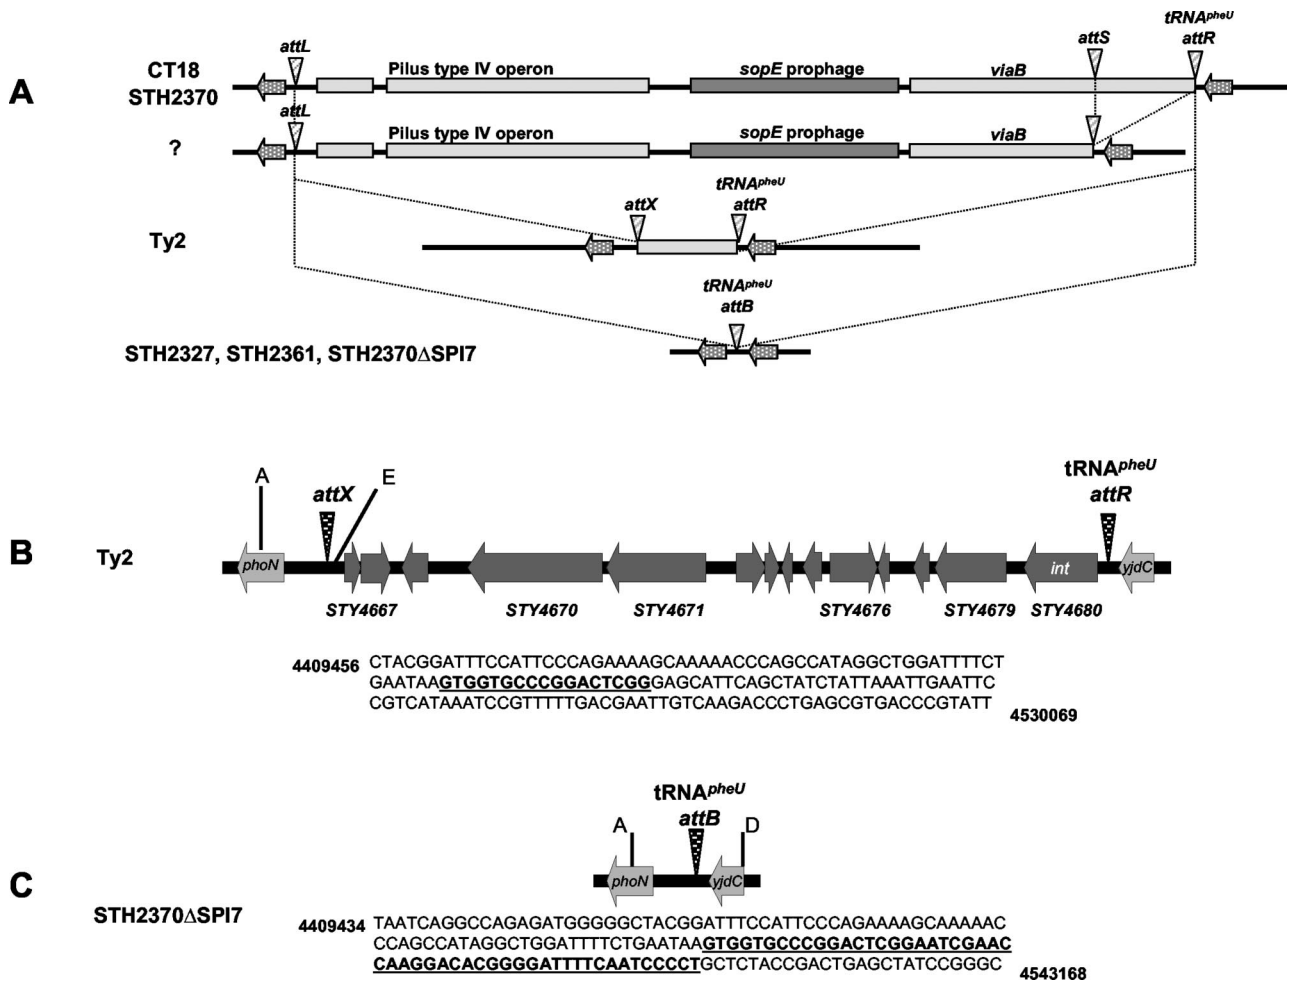 A
CT18
STH2370
attL
Pilus type IV operon
sopE prophage
viaB
attS
tRNApheU
attR
?
attL
Pilus type IV operon
sopE prophage
viaB
Ty2
attX
tRNApheU
attR
tRNApheU
attB
STH2327, STH2361, STH2370ΔSPI7
B
Ty2
A
attX
E
tRNApheU
attR
phoN
int
yjdC
STY4667
STY4670
STY4671
STY4676
STY4679
STY4680
4409456 CTACGGATTTCCATTCCCAGAAAAGCAAAAACCCAGCCATAGGCTGGATTTTCT
GAATAAGTGGTGCCCGGACTCGGGAGCATTCAGCTATCTATTAAATTGAATTC
CGTCATAAATCCGTTTTTGACGAATTGTCAAGACCCTGAGCGTGACCCGTATT 4530069
C
STH2370ΔSPI7
tRNApheU
attB
A
D
phoN
yjdC
4409434 TAATCAGGCCAGAGATGGGGGCTACGGATTTCCATTCCCAGAAAAGCAAAAAC
CCAGCCATAGGCTGGATTTTCTGAATAAGTGGTGCCCGGACTCGGAATCGAAC
CAAGGACACGGGGATTTTCAATCCCCTGCTCTACCGACTGAGCTATCCGGGC 4543168